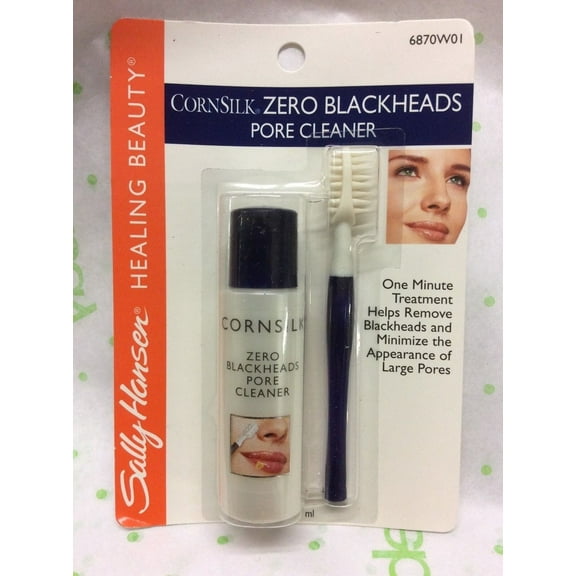 6870W01
CORNSILK® ZERO BLACKHEADS
PORE CLEANER
Sally Hansen® HEALING BEAUTY®
One Minute
Treatment
Helps Remove
Blackheads and
Minimize the
Appearance of
Large Pores
CORNSILK
ZERO
BLACKHEADS
PORE
CLEANER
ml